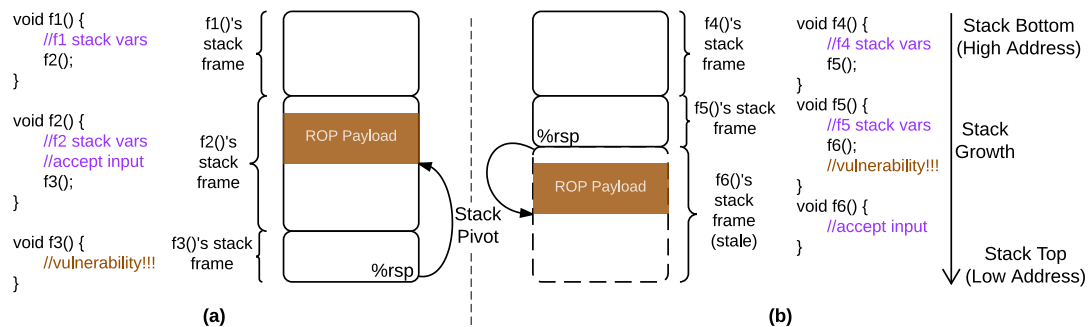 void f1() {
//f1 stack vars
f2();
}
void f2() {
//f2 stack vars
//accept input
f3();
}
void f3() {
//vulnerability!!!
}
f1()'s
stack
frame
f2()'s
stack
frame
f3()'s stack
frame
ROP Payload
%rsp
Stack
Pivot
(a)
%rsp
ROP Payload
f4()'s
stack
frame
f5()'s stack
frame
f6()'s
stack
frame
(stale)
void f4() {
//f4 stack vars
f5();
}
void f5() {
//f5 stack vars
f6();
//vulnerability!!!
}
void f6() {
//accept input
}
(b)
Stack Bottom
(High Address)
Stack
Growth
Stack Top
(Low Address)